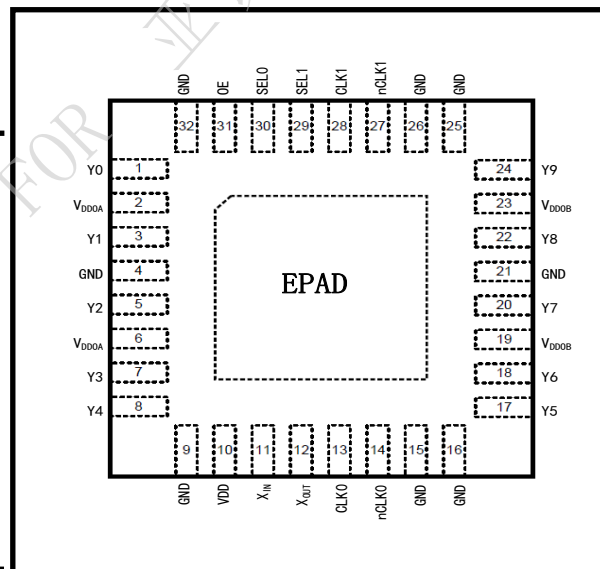 FOR 业
GND OE SEL0 SEL1 CLK1 nCLK1 GND GND
32 31 30 29 28 27 26 25
Y0 1 24 Y9
VDDOA 2 23 VDDOB
Y1 3 22 Y8
GND 4 21 GND
EPAD
Y2 5 20 Y7
VDDOA 6 19 VDDOB
Y3 7 18 Y6
Y4 8 17 Y5
9 10 11 12 13 14 15 16
GND VDD XIN XOUT CLK0 nCLK0 GND GND